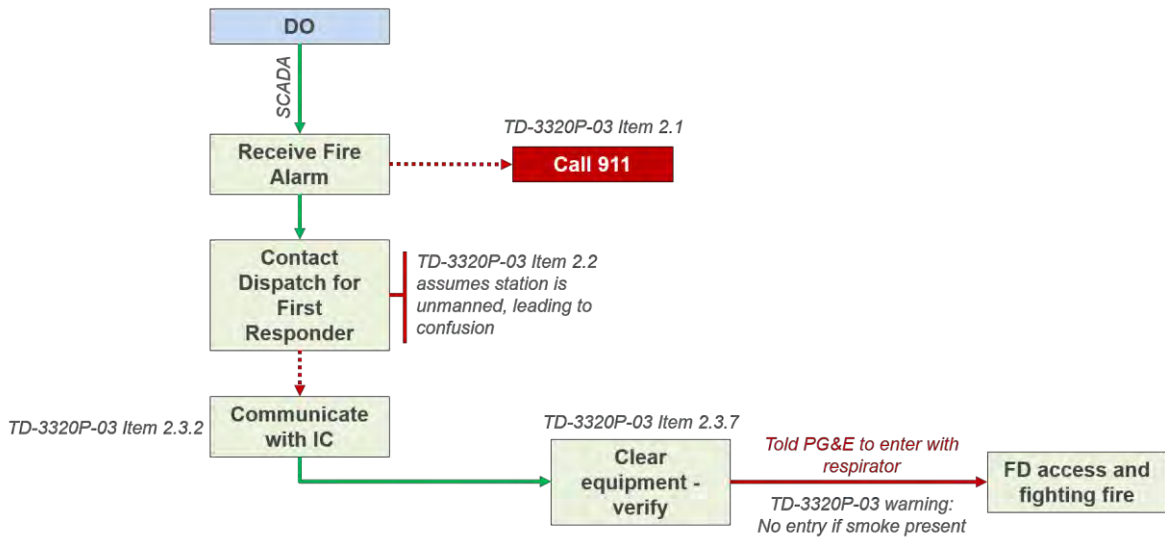 DO
SCADA
TD-3320P-03 Item 2.1
Receive Fire
Alarm
Call 911
Contact
Dispatch for
First
Responder
TD-3320P-03 Item 2.2
assumes station is
unmanned, leading to
confusion
TD-3320P-03 Item 2.3.2
Communicate
with IC
TD-3320P-03 Item 2.3.7
Clear
equipment -
verify
Told PG&E to enter with
respirator
TD-3320P-03 warning:
No entry if smoke present
FD access and
fighting fire